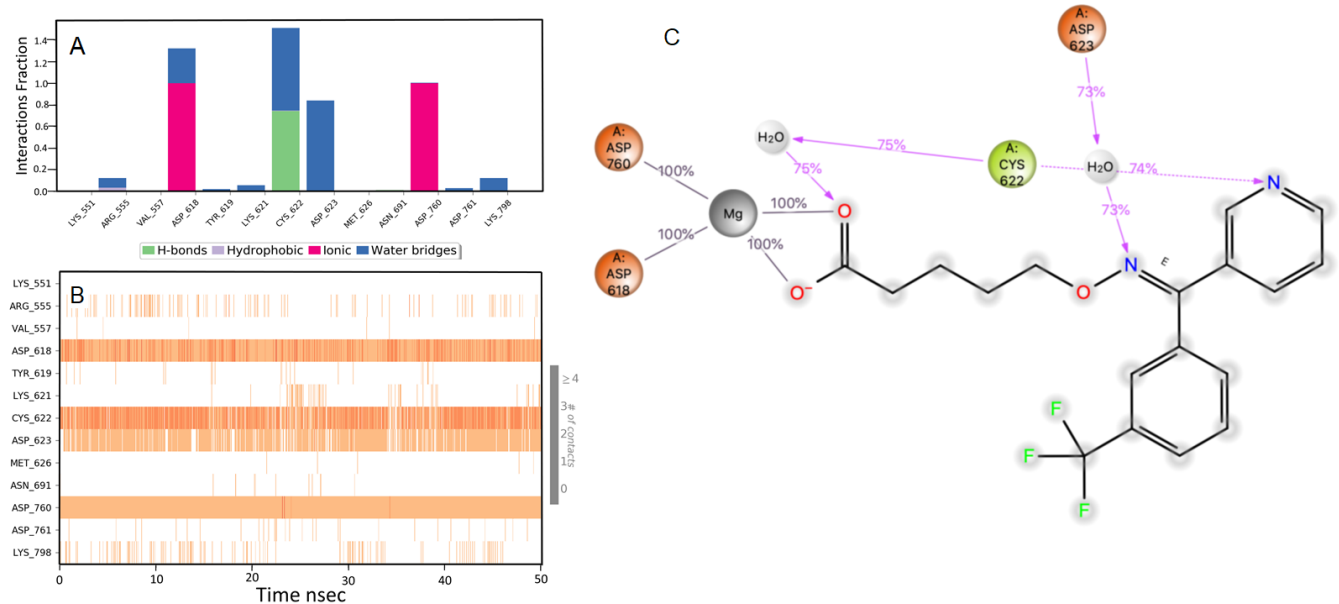 A
Interactions Fraction
1.4
1.2
1.0
0.8
0.6
0.4
0.2
0.0
LYS_551
ARG_555
VAL_557
ASP_618
TYR_619
LYS_621
CYS_622
ASP_623
MET_626
ASN_691
ASP_760
ASP_761
LYS_798
H-bonds Hydrophobic Ionic Water bridges
B
LYS_551
ARG_555
VAL_557
ASP_618
TYR_619
LYS_621
CYS_622
ASP_623
MET_626
ASN_691
ASP_760
ASP_761
LYS_798
0 10 20 30 40 50
Time nsec
≥4
3
2
1
0
# of contacts
C
A:
ASP
623
73%
A:
ASP
760
H₂O
75%
A:
CYS
622
H₂O
74%
100%
75%
N
Mg
100%
O
73%
100%
100%
N
E
A:
ASP
618
O⁻
O
F
F
F